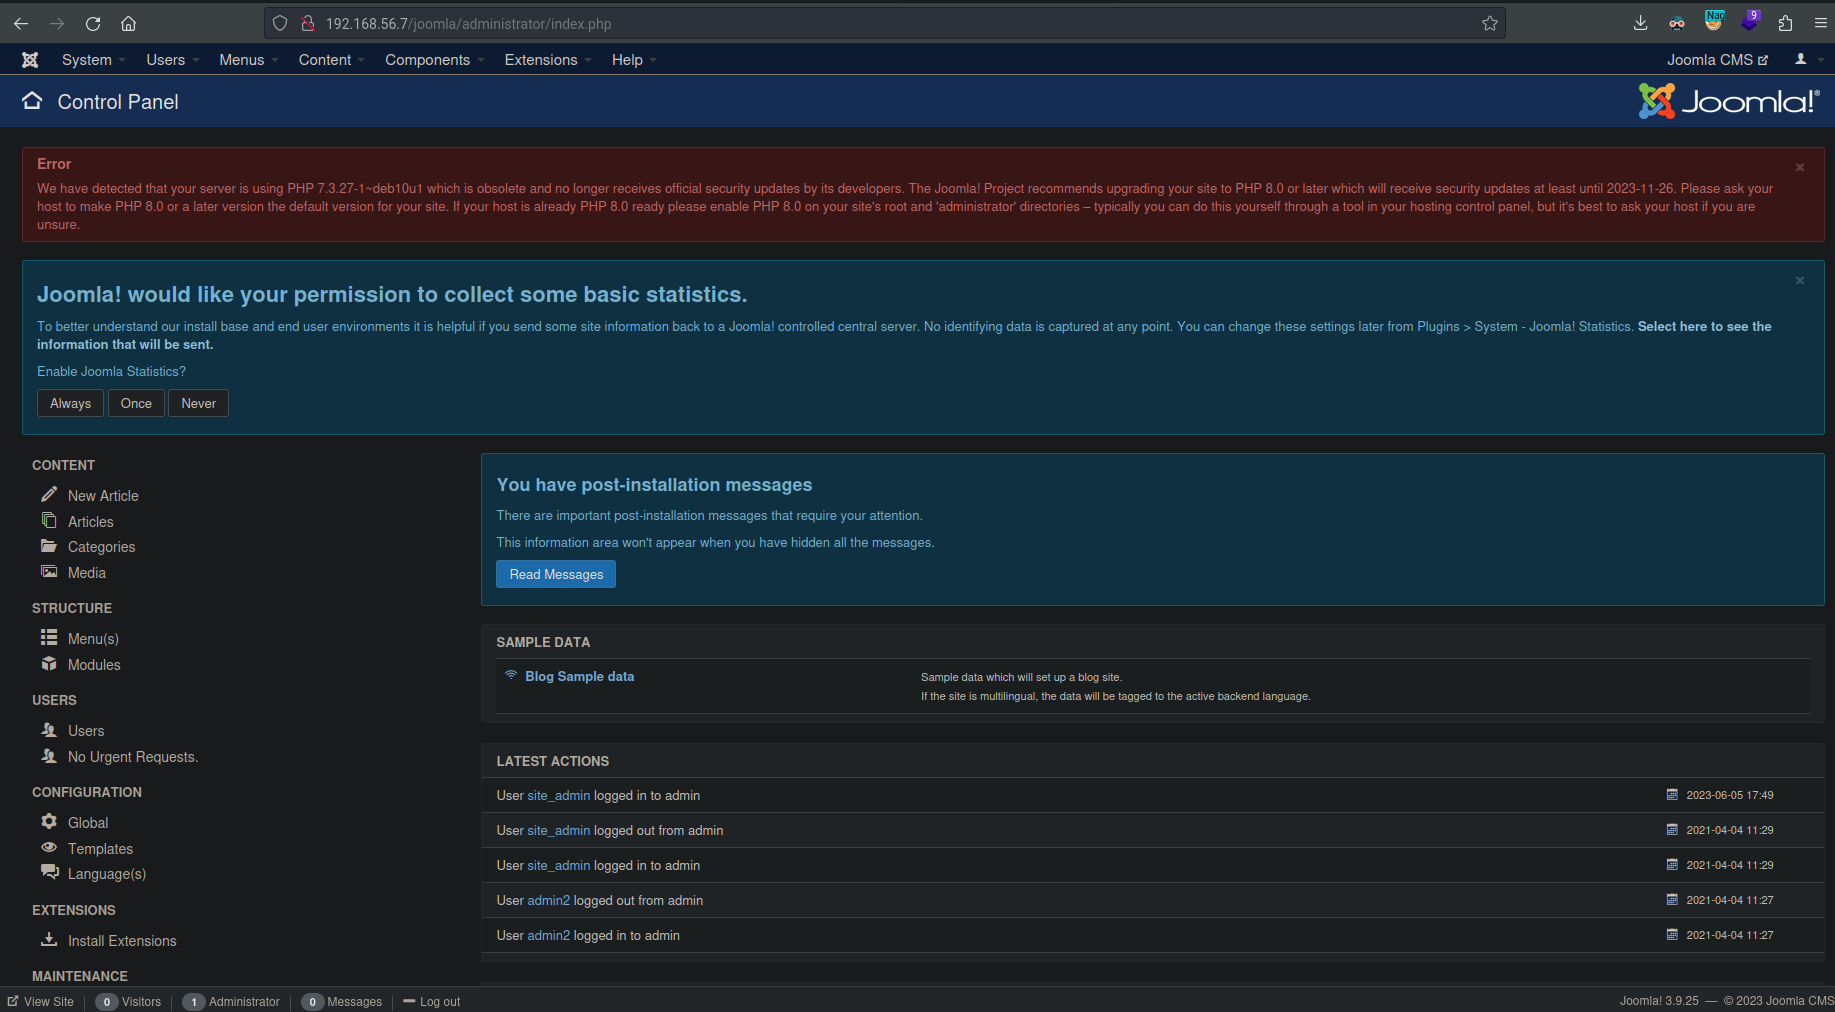 192.168.56.7/joomla/administrator/index.php
Nag
9
System
Users
Menus
Content
Components
Extensions
Help
Joomla CMS
Control Panel
Joomla!®
Error
We have detected that your server is using PHP 7.3.27-1~deb10u1 which is obsolete and no longer receives official security updates by its developers. The Joomla! Project recommends upgrading your site to PHP 8.0 or later which will receive security updates at least until 2023-11-26. Please ask your
host to make PHP 8.0 or a later version the default version for your site. If your host is already PHP 8.0 ready please enable PHP 8.0 on your site's root and 'administrator' directories – typically you can do this yourself through a tool in your hosting control panel, but it's best to ask your host if you are
unsure.
Joomla! would like your permission to collect some basic statistics.
To better understand our install base and end user environments it is helpful if you send some site information back to a Joomla! controlled central server. No identifying data is captured at any point. You can change these settings later from Plugins > System - Joomla! Statistics. Select here to see the
information that will be sent.
Enable Joomla Statistics?
Always
Once
Never
CONTENT
New Article
Articles
Categories
Media
STRUCTURE
Menu(s)
Modules
USERS
Users
No Urgent Requests.
CONFIGURATION
Global
Templates
Language(s)
EXTENSIONS
Install Extensions
MAINTENANCE
You have post-installation messages
There are important post-installation messages that require your attention.
This information area won't appear when you have hidden all the messages.
Read Messages
SAMPLE DATA
Blog Sample data
Sample data which will set up a blog site.
If the site is multilingual, the data will be tagged to the active backend language.
LATEST ACTIONS
User site_admin logged in to admin 2023-06-05 17:49
User site_admin logged out from admin 2021-04-04 11:29
User site_admin logged in to admin 2021-04-04 11:29
User admin2 logged out from admin 2021-04-04 11:27
User admin2 logged in to admin 2021-04-04 11:27
View Site
0 Visitors
1 Administrator
0 Messages
Log out
Joomla! 3.9.25 — © 2023 Joomla CMS